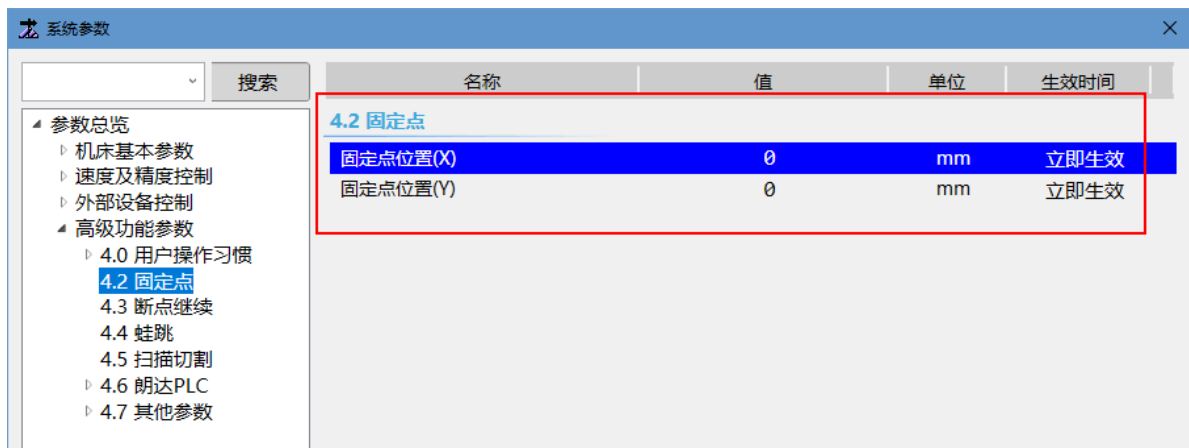 系统参数
搜索
名称 值 单位 生效时间
参数总览
机床基本参数
速度及精度控制
外部设备控制
高级功能参数
4.0 用户操作习惯
4.2 固定点
4.3 断点继续
4.4 蛙跳
4.5 扫描切割
4.6 朗达PLC
4.7 其他参数
4.2 固定点
固定点位置(X) 0 mm 立即生效
固定点位置(Y) 0 mm 立即生效